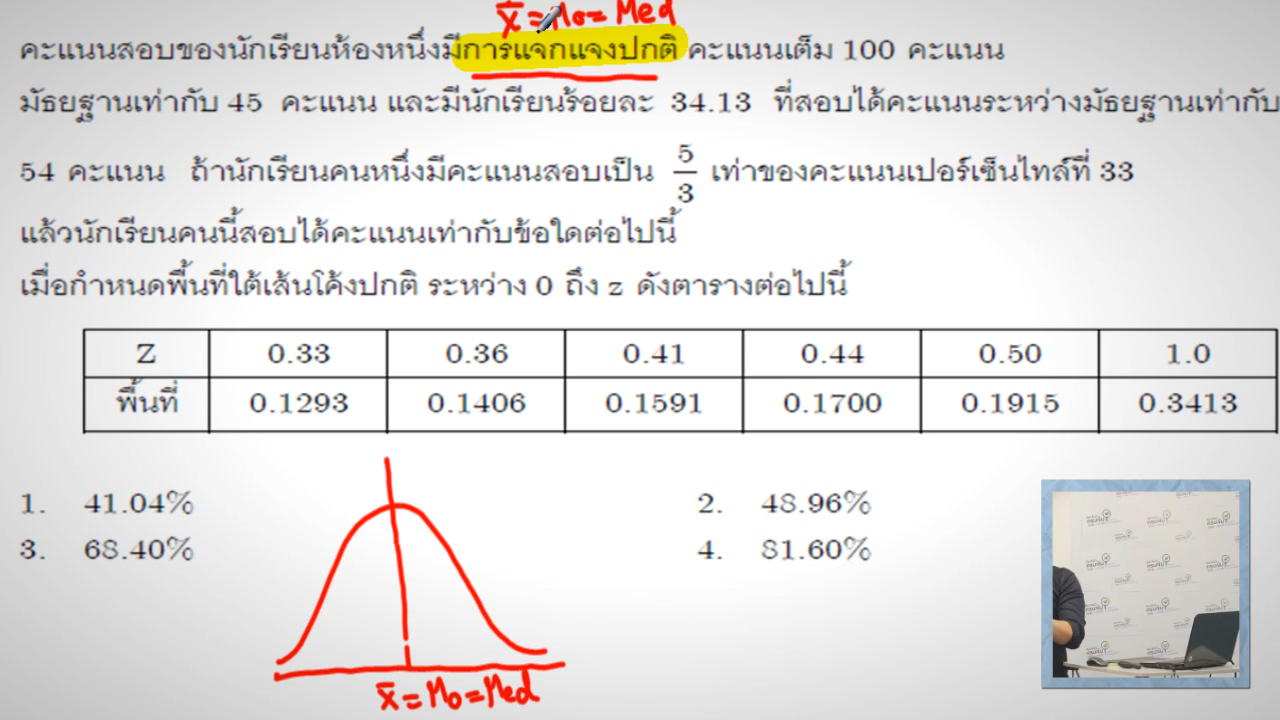 x̄ = Mo = Med
คะแนนสอบของนักเรียนห้องหนึ่งมีการแจกแจงปกติ คะแนนเต็ม 100 คะแนน
มัธยฐานเท่ากับ 45 คะแนน และมีนักเรียนร้อยละ 34.13 ที่สอบได้คะแนนระหว่างมัธยฐานเท่ากับ
54 คะแนน ถ้านักเรียนคนหนึ่งมีคะแนนสอบเป็น 5/3 เท่าของคะแนนเปอร์เซ็นไทล์ที่ 33
แล้วนักเรียนคนนี้สอบได้คะแนนเท่ากับข้อใดต่อไปนี้
เมื่อกำหนดพื้นที่ใต้เส้นโค้งปกติ ระหว่าง 0 ถึง z ดังตารางต่อไปนี้
Z 0.33 0.36 0.41 0.44 0.50 1.0
พื้นที่ 0.1293 0.1406 0.1591 0.1700 0.1915 0.3413
1. 41.04% 2. 48.96%
3. 68.40% 4. 81.60%
x̄ = Mo = Med